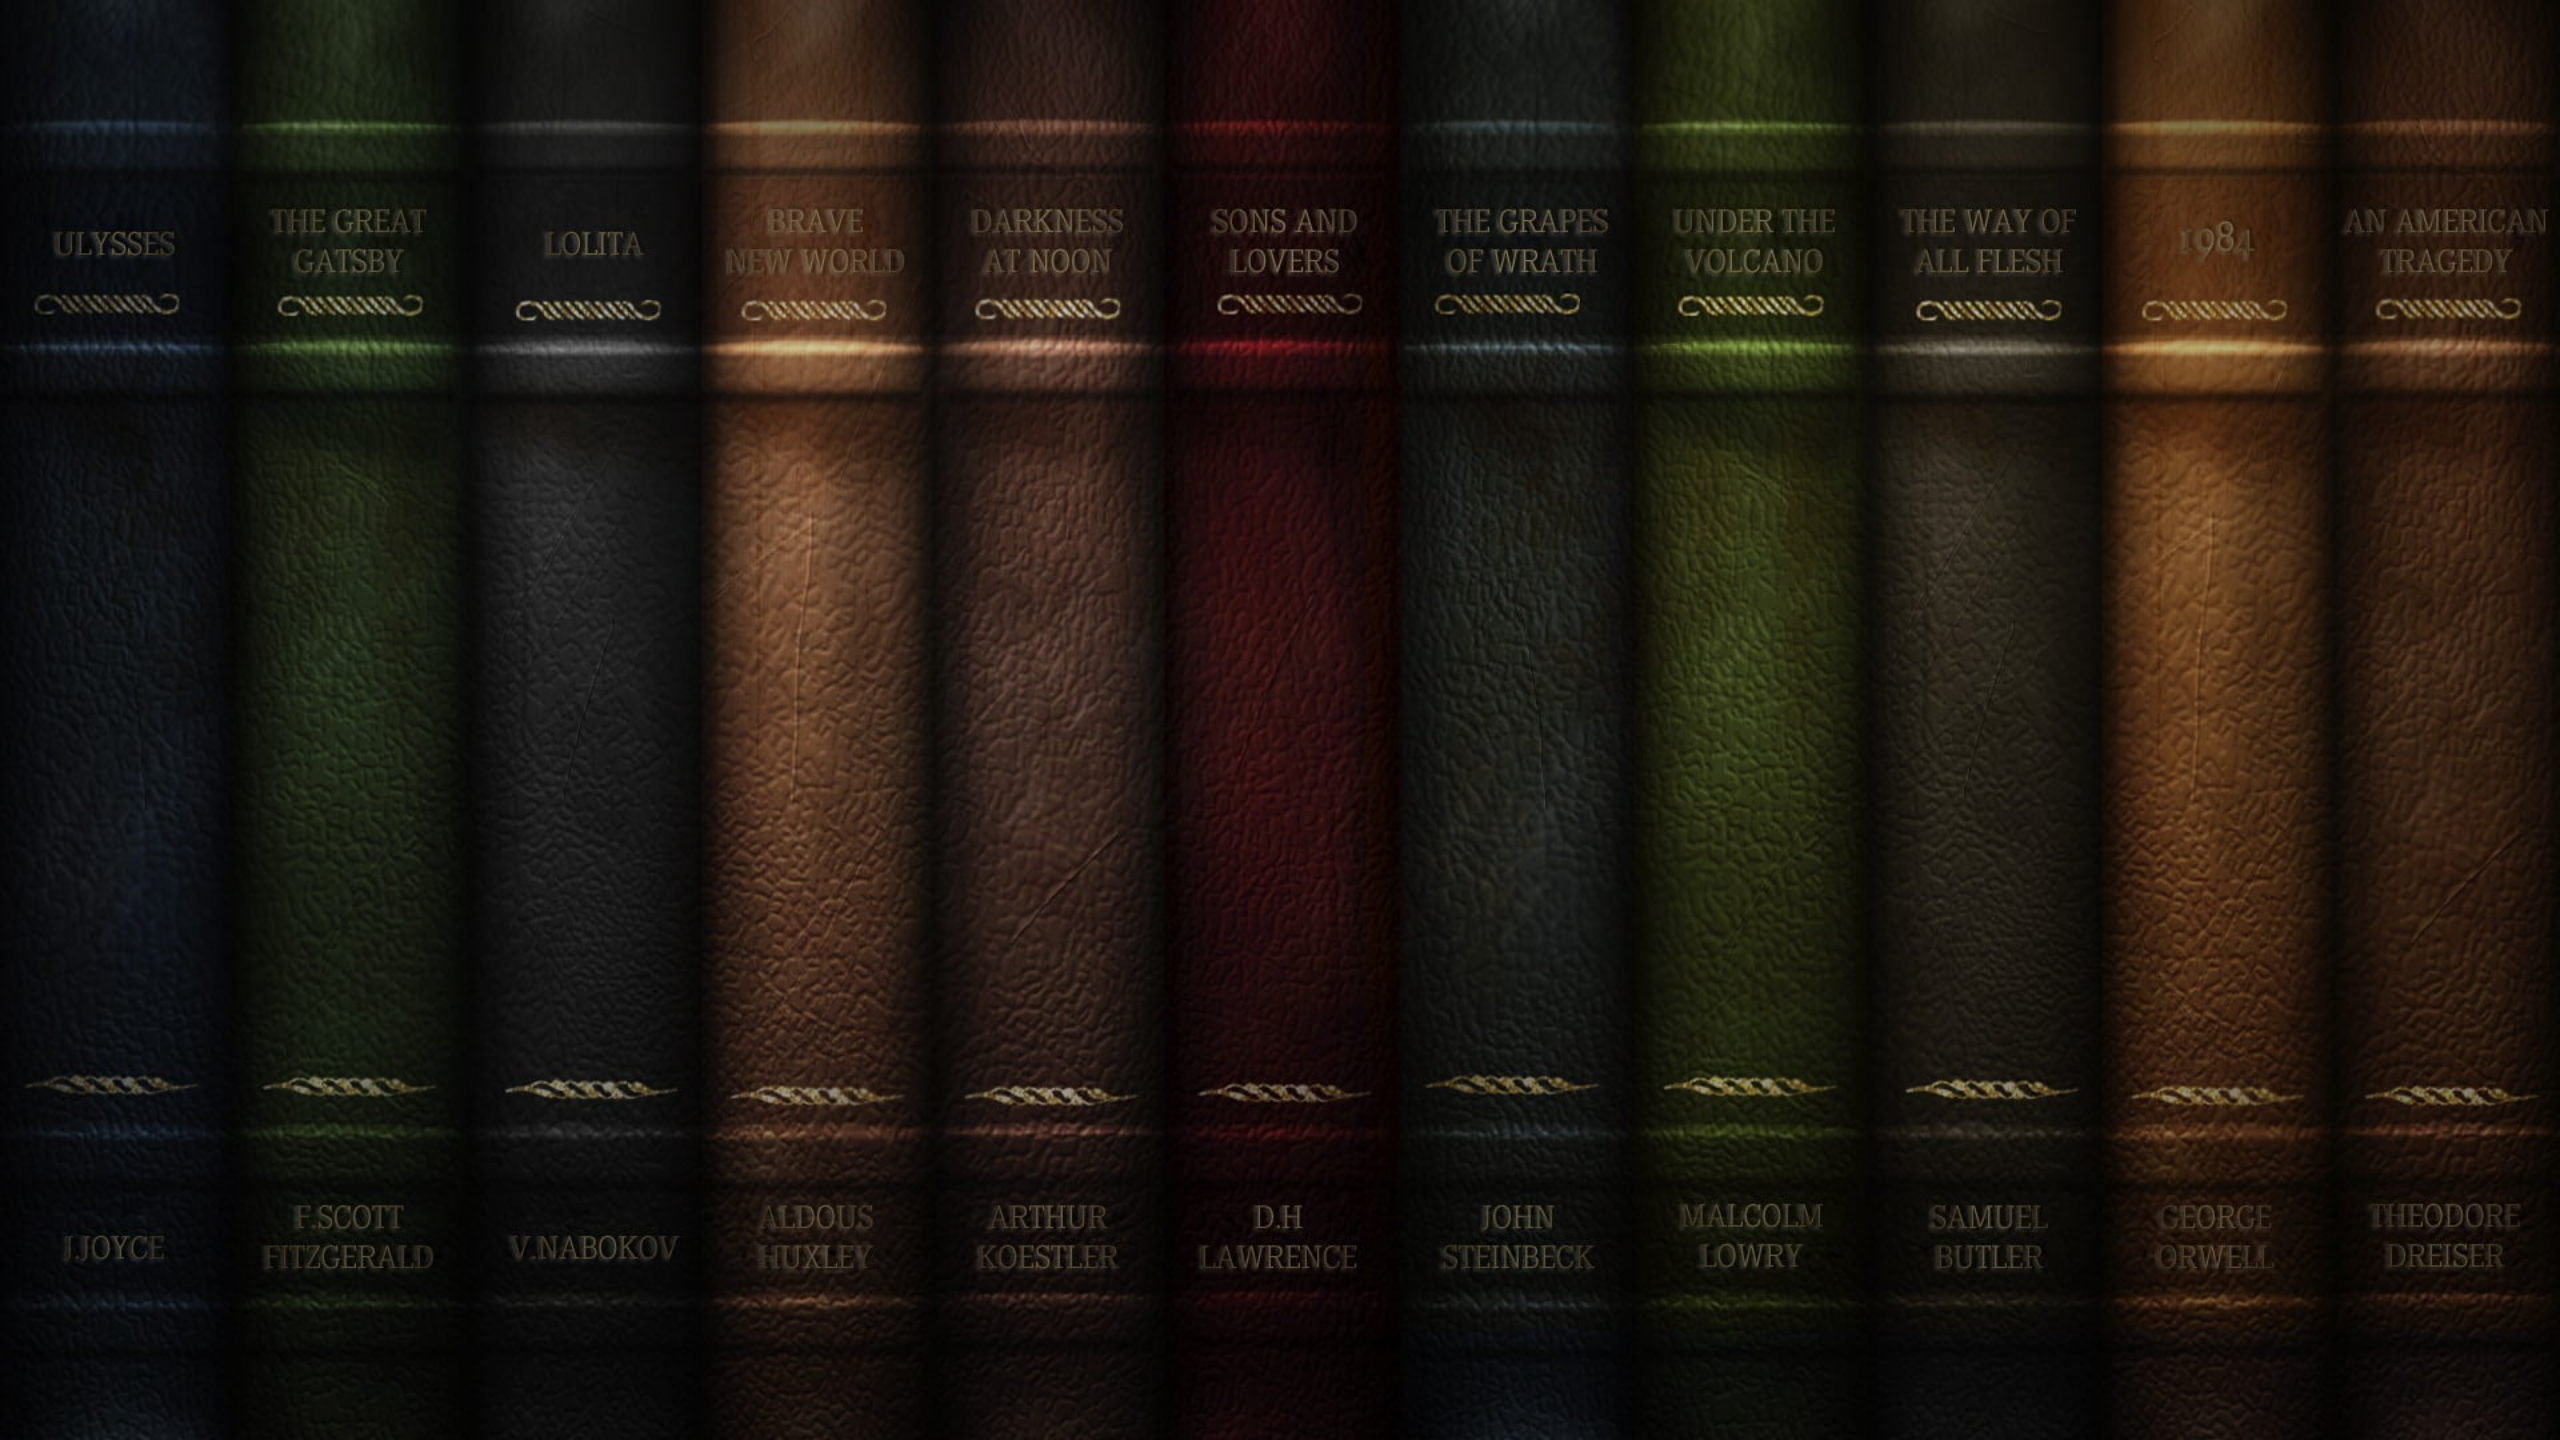 ULYSSES
J.JOYCE
THE GREAT
GATSBY
F.SCOTT
FITZGERALD
LOLITA
V.NABOKOV
BRAVE
NEW WORLD
ALDOUS
HUXLEY
DARKNESS
AT NOON
ARTHUR
KOESTLER
SONS AND
LOVERS
D.H
LAWRENCE
THE GRAPES
OF WRATH
JOHN
STEINBECK
UNDER THE
VOLCANO
MALCOLM
LOWRY
THE WAY OF
ALL FLESH
SAMUEL
BUTLER
1984
GEORGE
ORWELL
AN AMERICAN
TRAGEDY
THEODORE
DREISER